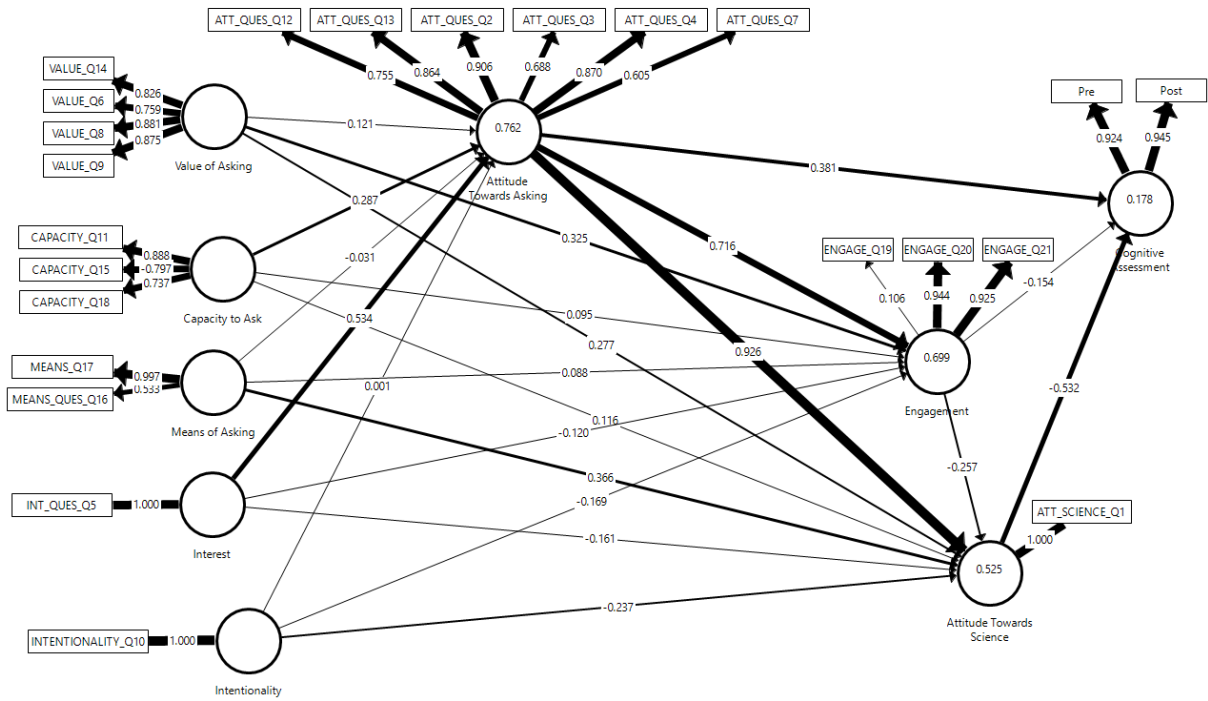 ATT_QUES_Q12
ATT_QUES_Q13
ATT_QUES_Q2
ATT_QUES_Q3
ATT_QUES_Q4
ATT_QUES_Q7
0.755
0.864
0.906
0.688
0.870
0.605
VALUE_Q14
VALUE_Q6
VALUE_Q8
VALUE_Q9
0.826
0.759
0.881
0.875
Value of Asking
0.121
0.762
Attitude
Towards Asking
Pre
Post
0.924
0.945
0.381
0.178
Cognitive
Assessment
0.287
0.325
0.716
CAPACITY_Q11
CAPACITY_Q15
CAPACITY_Q18
0.888
-0.797
0.737
Capacity to Ask
-0.031
ENGAGE_Q19
ENGAGE_Q20
ENGAGE_Q21
0.106
0.944
0.925
-0.154
0.534
0.095
0.277
0.926
0.699
Engagement
MEANS_Q17
MEANS_QUES_Q16
0.997
0.533
Means of Asking
0.088
0.001
0.116
-0.120
-0.532
-0.257
0.366
-0.169
INT_QUES_Q5
1.000
Interest
-0.161
ATT_SCIENCE_Q1
1.000
0.525
Attitude Towards
Science
-0.237
INTENTIONALITY_Q10
1.000
Intentionality